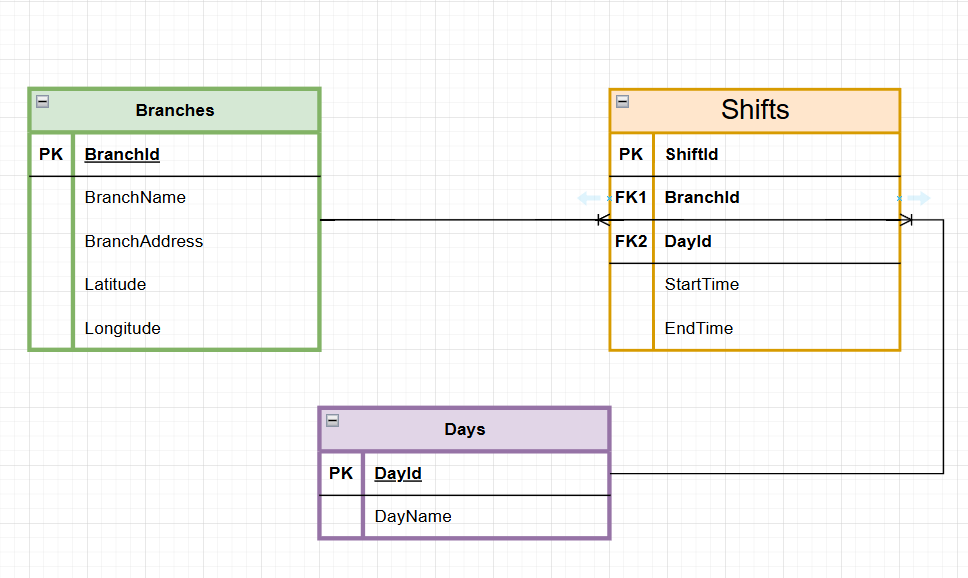 Branches
PK BranchId
BranchName
BranchAddress
Latitude
Longitude
Shifts
PK ShiftId
FK1 BranchId
FK2 DayId
StartTime
EndTime
Days
PK DayId
DayName